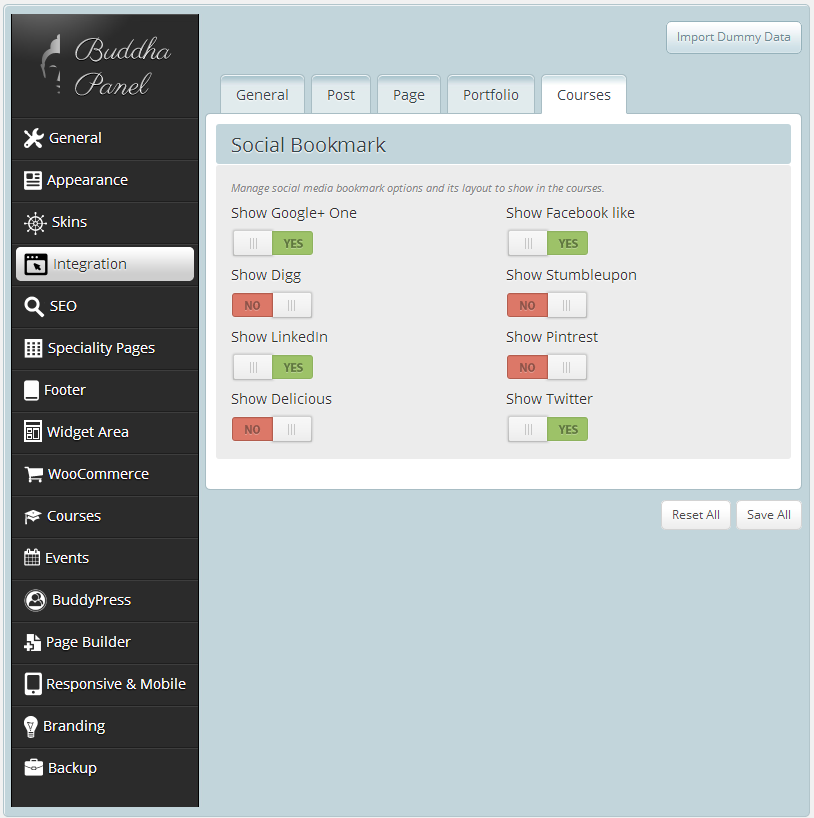 Buddha
Panel
Import Dummy Data
General
Appearance
Skins
Integration
SEO
Speciality Pages
Footer
Widget Area
WooCommerce
Courses
Events
BuddyPress
Page Builder
Responsive & Mobile
Branding
Backup
General Post Page Portfolio Courses
Social Bookmark
Manage social media bookmark options and its layout to show in the courses.
Show Google+ One Show Facebook like
YES YES
Show Digg Show Stumbleupon
NO NO
Show LinkedIn Show Pintrest
YES NO
Show Delicious Show Twitter
NO YES
Reset All Save All